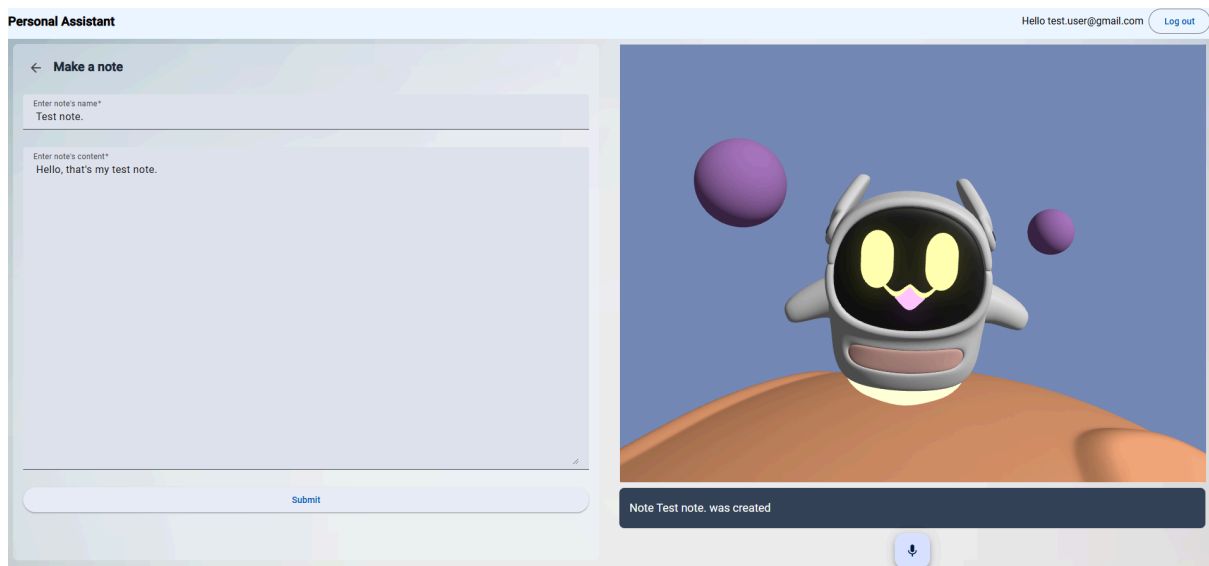 Personal Assistant
Hello test.user@gmail.com
Log out
Make a note
Enter note's name*
Test note.
Enter note's content*
Hello, that's my test note.
Submit
Note Test note. was created